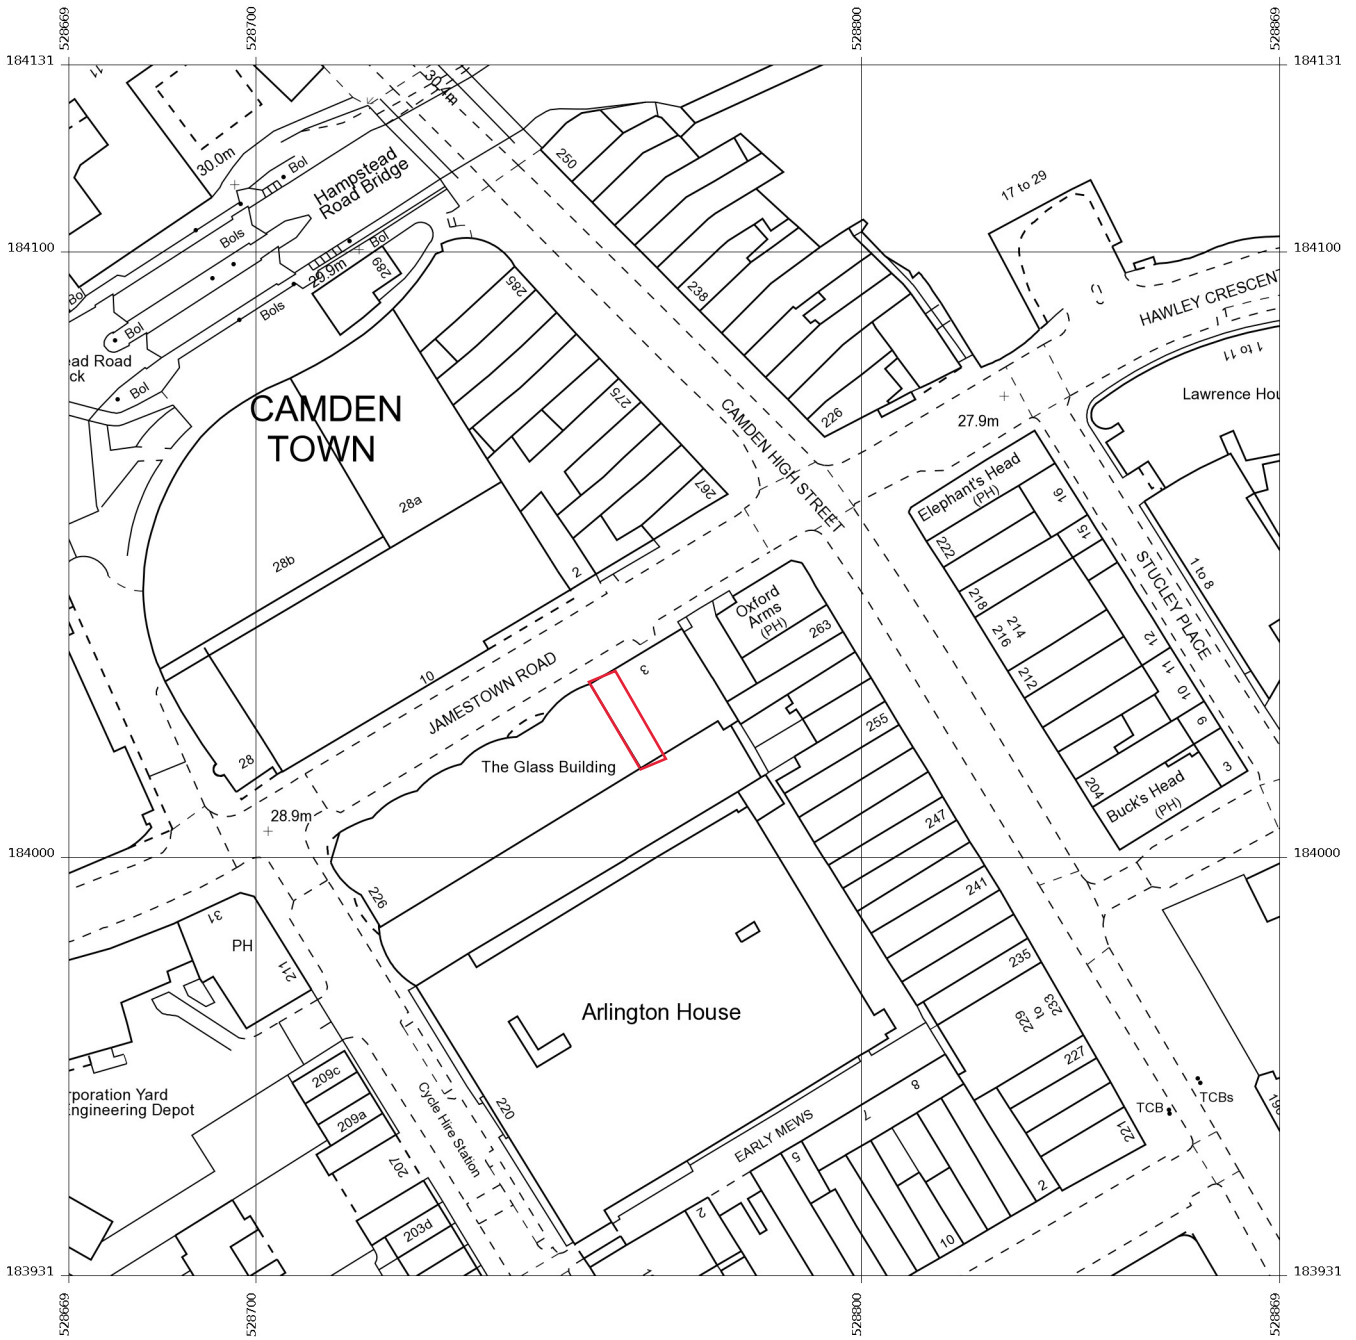 528669
528700
528800
528869
184131
184131
11
30.4m
30.0m
Bol
Hampstead
Road Bridge
250
17 to 29
Bols
Bol
184100
184100
29.9m
289
285
238
HAWLEY CRESCEN
Bo
Bols
Bol
1 to 11
ead Road
ck
Bol
275
226
Lawrence Hou
CAMDEN
TOWN
CAMDEN HIGH STREET
27.9m
28a
267
Elephant's Head
(PH)
16
15
222
28b
2
STUCLEY PLACE
1 to 8
Oxford
Arms
(PH)
263
218
214
216
212
12
11
10
9
10
JAMESTOWN ROAD
3
255
28
The Glass Building
204
Buck's Head
(PH)
3
28.9m
247
184000
184000
226
241
31
PH
211
235
Arlington House
233
to
229
227
209c
rporation Yard
Engineering Depot
209a
Cycle Hire Station
220
8
7
EARLY MEWS
5
TCB
TCBs
221
207
203d
2
2
10
183931
183931
528669
528700
528800
528869